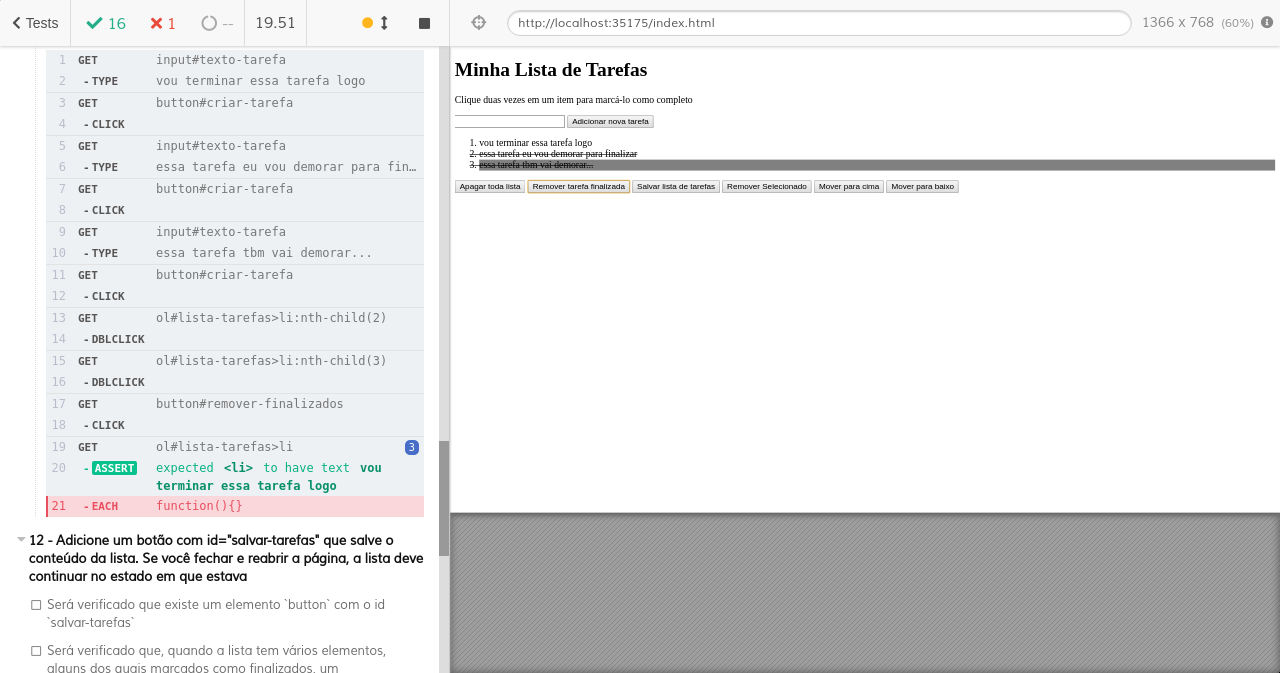 Tests
16
1
--
19.51
1 GET input#texto-tarefa
2 - TYPE vou terminar essa tarefa logo
3 GET button#criar-tarefa
4 - CLICK
5 GET input#texto-tarefa
6 - TYPE essa tarefa eu vou demorar para fin…
7 GET button#criar-tarefa
8 - CLICK
9 GET input#texto-tarefa
10 - TYPE essa tarefa tbm vai demorar...
11 GET button#criar-tarefa
12 - CLICK
13 GET ol#lista-tarefas>li:nth-child(2)
14 - DBLCLICK
15 GET ol#lista-tarefas>li:nth-child(3)
16 - DBLCLICK
17 GET button#remover-finalizados
18 - CLICK
19 GET ol#lista-tarefas>li 3
20 - ASSERT expected <li> to have text vou
terminar essa tarefa logo
21 - EACH function(){}
12 - Adicione um botão com id="salvar-tarefas" que salve o
conteúdo da lista. Se você fechar e reabrir a página, a lista deve
continuar no estado em que estava
Será verificado que existe um elemento `button` com o id
`salvar-tarefas`
Será verificado que, quando a lista tem vários elementos,
alguns dos quais marcados como finalizados, um
http://localhost:35175/index.html
1366 x 768 (60%)
Minha Lista de Tarefas
Clique duas vezes em um item para marcá-lo como completo
Adicionar nova tarefa
1. vou terminar essa tarefa logo
2. essa tarefa eu vou demorar para finalizar
3. essa tarefa tbm vai demorar...
Apagar toda lista Remover tarefa finalizada Salvar lista de tarefas Remover Selecionado Mover para cima Mover para baixo